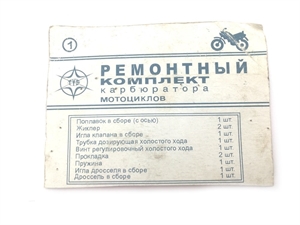 1
РЕМОНТНЫЙ
КОМПЛЕКТ
карбюратора
МОТОЦИКЛОВ
Поплавок в сборе (с осью) 1 шт.
Жиклер 2 шт.
Игла клапана в сборе 1 шт.
Трубка дозирующая холостого хода 1 шт.
Винт регулировочный холостого хода 1 шт.
Прокладка 2 шт.
Пружина 1 шт.
Игла дросселя в сборе 1 шт.
Дроссель в сборе 1 шт.